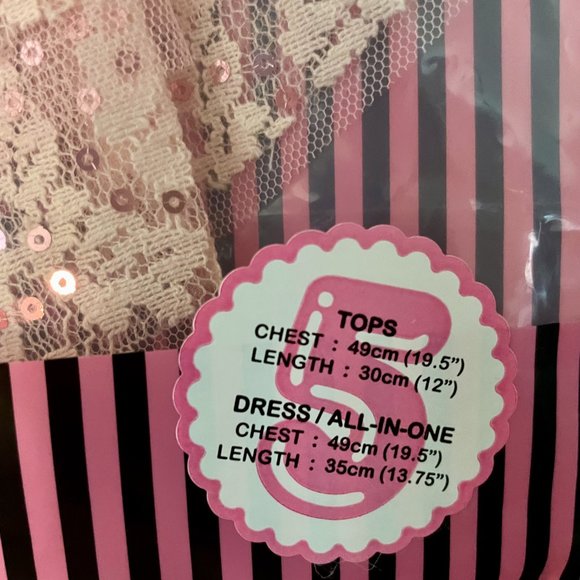 5
TOPS
CHEST : 49cm (19.5”)
LENGTH : 30cm (12”)
DRESS / ALL-IN-ONE
CHEST : 49cm (19.5”)
LENGTH : 35cm (13.75”)